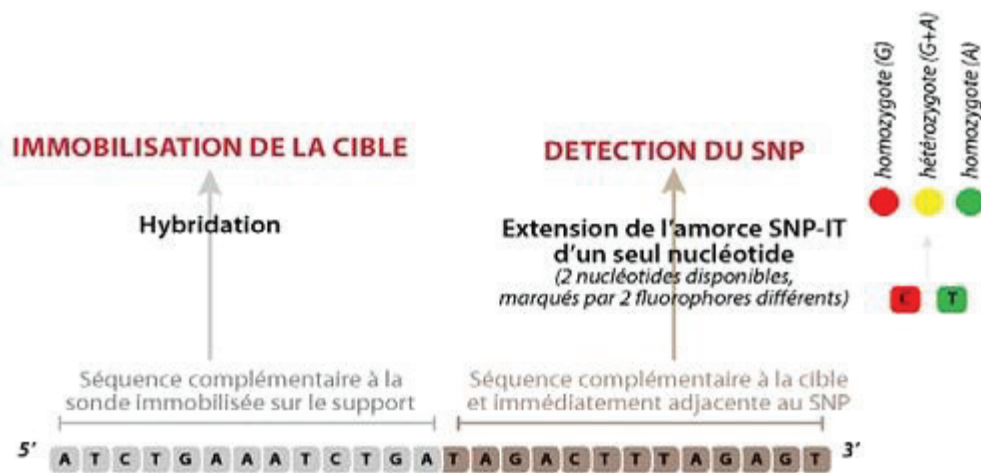 homozygote (G)
hétérozygote (G+A)
homozygote (A)
IMMOBILISATION DE LA CIBLE
DETECTION DU SNP
Hybridation
Extension de l'amorce SNP-IT
d'un seul nucléotide
(2 nucléotides disponibles,
marqués par 2 fluorophores différents)
C T
Séquence complémentaire à la
sonde immobilisée sur le support
Séquence complémentaire à la cible
et immédiatement adjacente au SNP
5' A T C T G A A A T C T G A T A G A C T T T A G A G T 3'